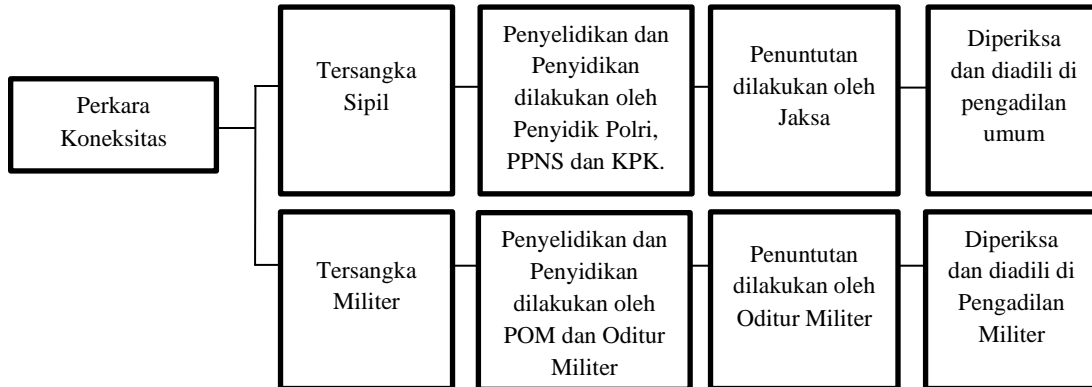 Perkara
Koneksitas
Tersangka
Sipil
Penyelidikan dan
Penyidikan
dilakukan oleh
Penyidik Polri,
PPNS dan KPK.
Penuntutan
dilakukan oleh
Jaksa
Diperiksa
dan diadili di
pengadilan
umum
Tersangka
Militer
Penyelidikan dan
Penyidikan
dilakukan oleh
POM dan Oditur
Militer
Penuntutan
dilakukan oleh
Oditur Militer
Diperiksa
dan diadili di
Pengadilan
Militer